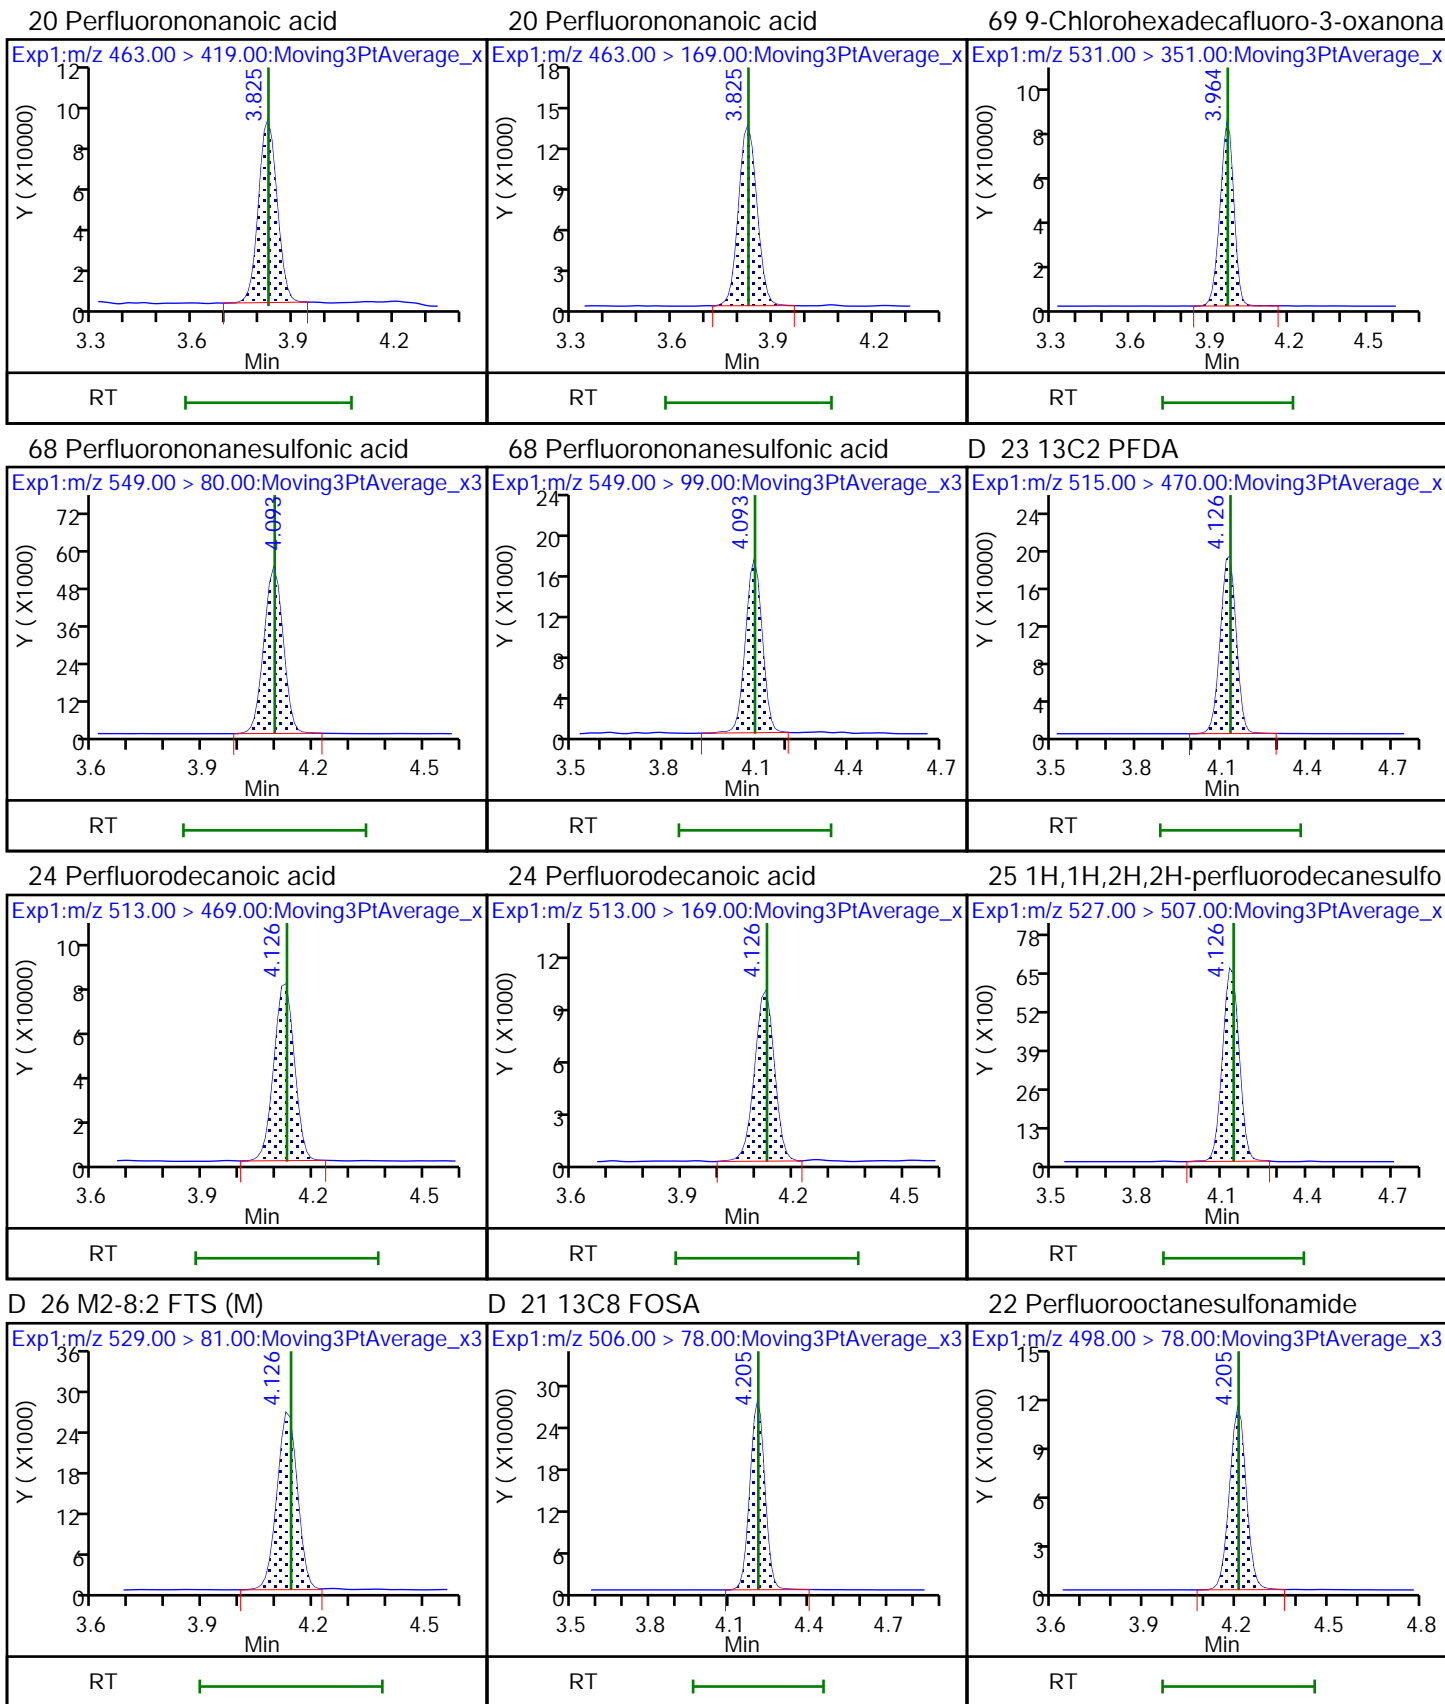 20 Perfluorononanoic acid
Exp1:m/z 463.00 > 419.00:Moving3PtAverage_x
3.825
Y ( X10000)
12
10
8
6
4
2
0
3.3 3.6 3.9 4.2
Min
RT
20 Perfluorononanoic acid
Exp1:m/z 463.00 > 169.00:Moving3PtAverage_x
3.825
Y ( X1000)
18
15
12
9
6
3
0
3.3 3.6 3.9 4.2
Min
RT
69 9-Chlorohexadecafluoro-3-oxanona
Exp1:m/z 531.00 > 351.00:Moving3PtAverage_x
3.964
Y ( X10000)
10
8
6
4
2
0
3.3 3.6 3.9 4.2 4.5
Min
RT
68 Perfluorononanesulfonic acid
Exp1:m/z 549.00 > 80.00:Moving3PtAverage_x3
4.093
Y ( X1000)
72
60
48
36
24
12
0
3.6 3.9 4.2 4.5
Min
RT
68 Perfluorononanesulfonic acid
Exp1:m/z 549.00 > 99.00:Moving3PtAverage_x3
4.093
Y ( X1000)
24
20
16
12
8
4
0
3.5 3.8 4.1 4.4 4.7
Min
RT
D 23 13C2 PFDA
Exp1:m/z 515.00 > 470.00:Moving3PtAverage_x
4.126
Y ( X10000)
24
20
16
12
8
4
0
3.5 3.8 4.1 4.4 4.7
Min
RT
24 Perfluorodecanoic acid
Exp1:m/z 513.00 > 469.00:Moving3PtAverage_x
4.126
Y ( X10000)
10
8
6
4
2
0
3.6 3.9 4.2 4.5
Min
RT
24 Perfluorodecanoic acid
Exp1:m/z 513.00 > 169.00:Moving3PtAverage_x
4.126
Y ( X1000)
12
9
6
3
0
3.6 3.9 4.2 4.5
Min
RT
25 1H,1H,2H,2H-perfluorodecanesulfo
Exp1:m/z 527.00 > 507.00:Moving3PtAverage_x
4.126
Y ( X100)
78
65
52
39
26
13
0
3.5 3.8 4.1 4.4 4.7
Min
RT
D 26 M2-8:2 FTS (M)
Exp1:m/z 529.00 > 81.00:Moving3PtAverage_x3
4.126
Y ( X1000)
36
30
24
18
12
6
0
3.6 3.9 4.2 4.5
Min
RT
D 21 13C8 FOSA
Exp1:m/z 506.00 > 78.00:Moving3PtAverage_x3
4.205
Y ( X10000)
30
24
18
12
6
0
3.5 3.8 4.1 4.4 4.7
Min
RT
22 Perfluorooctanesulfonamide
Exp1:m/z 498.00 > 78.00:Moving3PtAverage_x3
4.205
Y ( X10000)
15
12
9
6
3
0
3.6 3.9 4.2 4.5 4.8
Min
RT